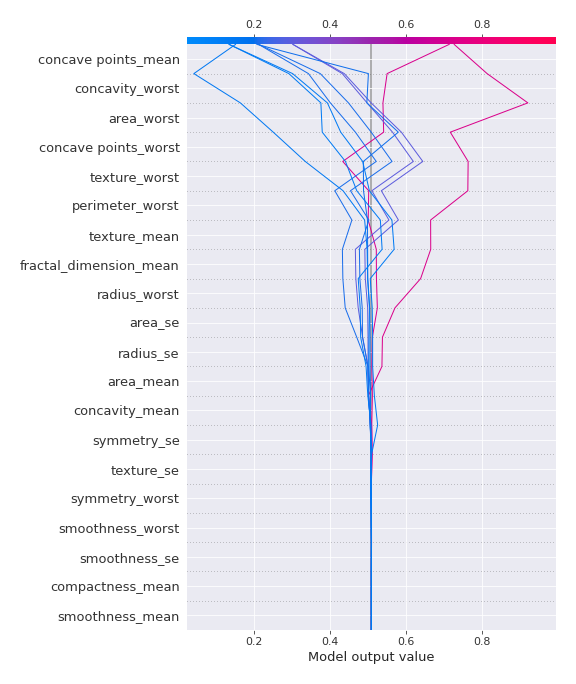 0.2 0.4 0.6 0.8
concave points_mean
concavity_worst
area_worst
concave points_worst
texture_worst
perimeter_worst
texture_mean
fractal_dimension_mean
radius_worst
area_se
radius_se
area_mean
concavity_mean
symmetry_se
texture_se
symmetry_worst
smoothness_worst
smoothness_se
compactness_mean
smoothness_mean
0.2 0.4 0.6 0.8
Model output value